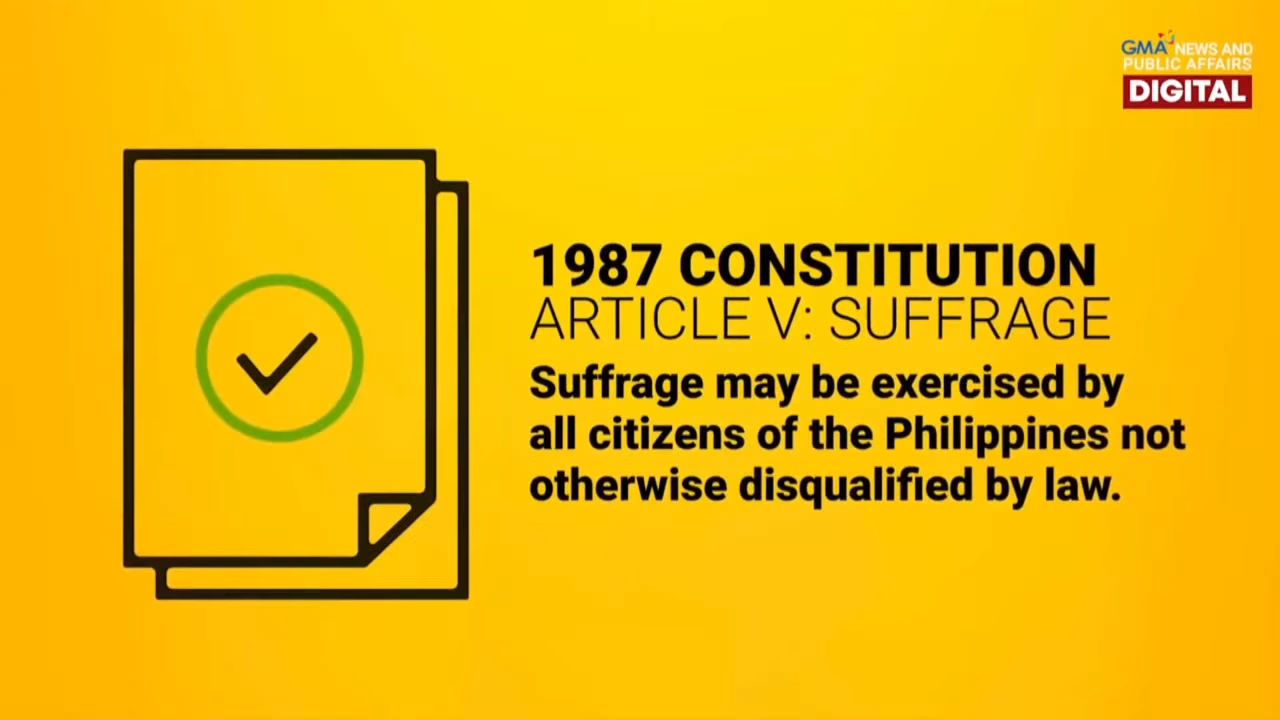 GMA NEWS AND
PUBLIC AFFAIRS
DIGITAL
1987 CONSTITUTION
ARTICLE V: SUFFRAGE
Suffrage may be exercised by
all citizens of the Philippines not
otherwise disqualified by law.